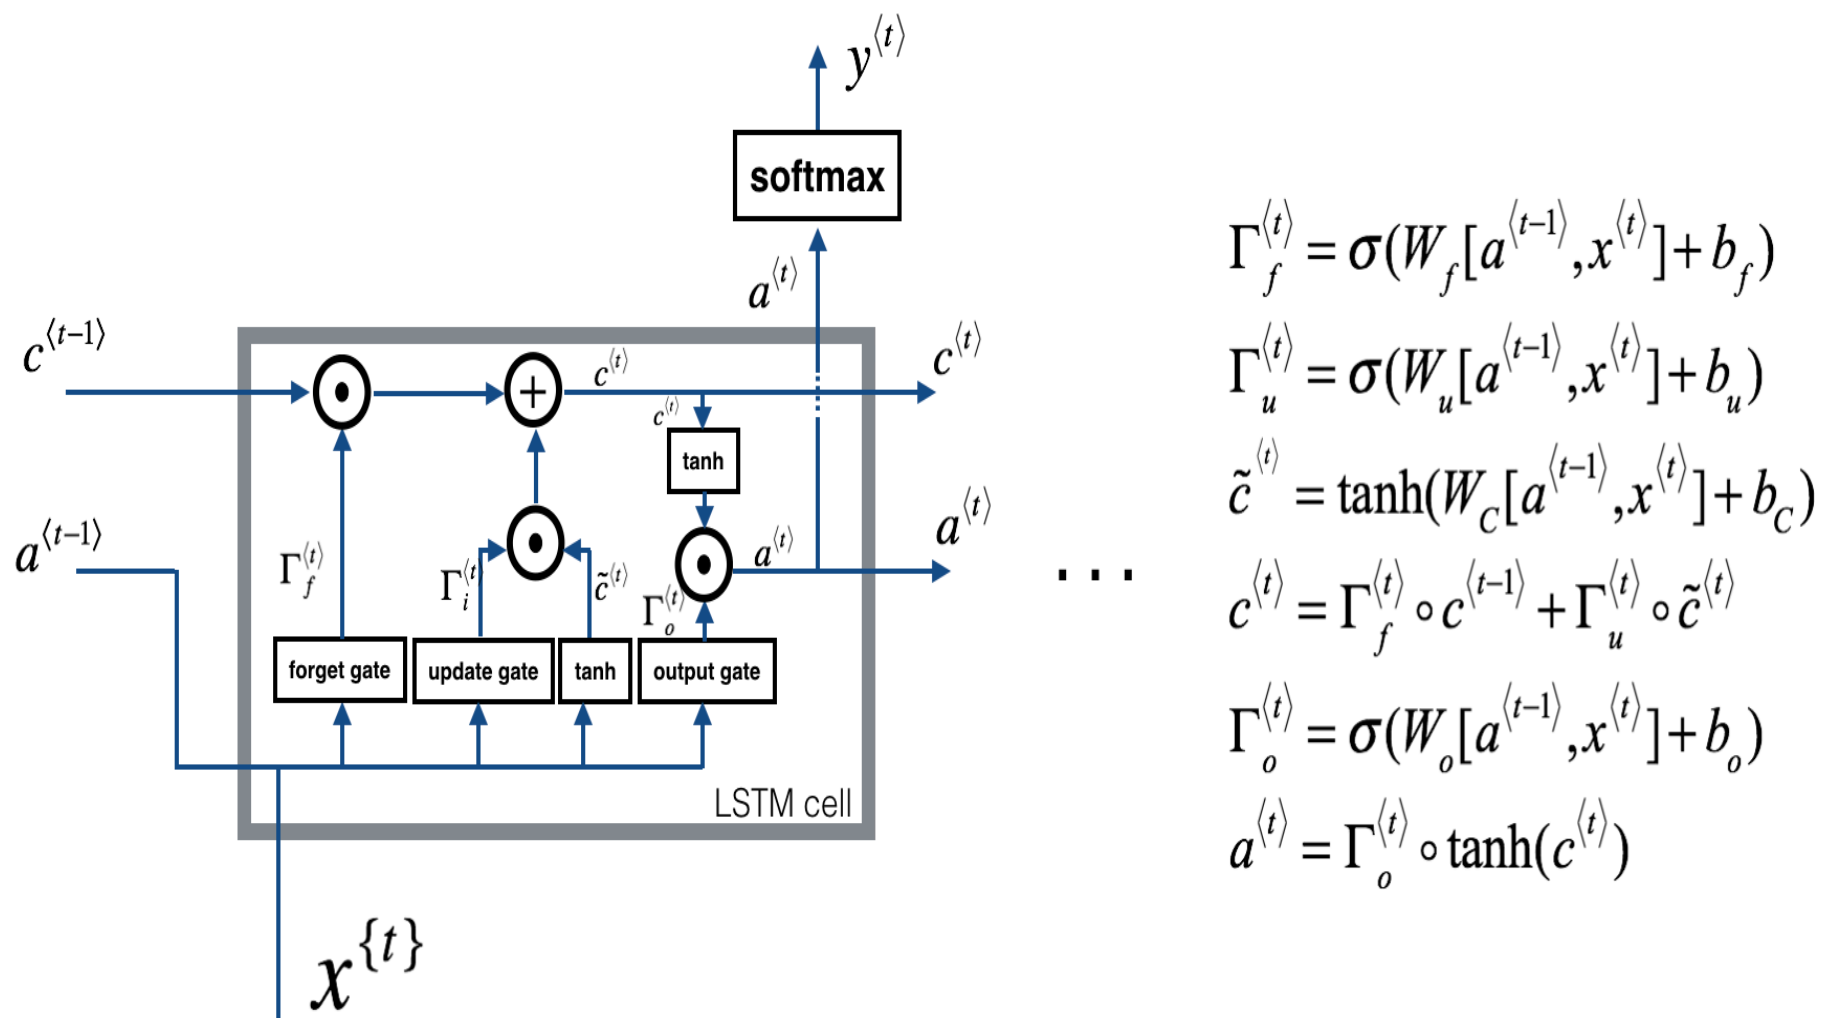 y⟨t⟩
softmax
a⟨t⟩
c⟨t−1⟩
c⟨t⟩
c⟨t⟩
c⟨t⟩
tanh
a⟨t−1⟩
Γf⟨t⟩
Γi⟨t⟩
c̃⟨t⟩
Γo⟨t⟩
a⟨t⟩
a⟨t⟩
...
forget gate
update gate
tanh
output gate
LSTM cell
x{t}
Γf⟨t⟩ = σ(Wf[a⟨t−1⟩, x⟨t⟩] + bf)
Γu⟨t⟩ = σ(Wu[a⟨t−1⟩, x⟨t⟩] + bu)
c̃⟨t⟩ = tanh(WC[a⟨t−1⟩, x⟨t⟩] + bC)
c⟨t⟩ = Γf⟨t⟩ ∘ c⟨t−1⟩ + Γu⟨t⟩ ∘ c̃⟨t⟩
Γo⟨t⟩ = σ(Wo[a⟨t−1⟩, x⟨t⟩] + bo)
a⟨t⟩ = Γo⟨t⟩ ∘ tanh(c⟨t⟩)